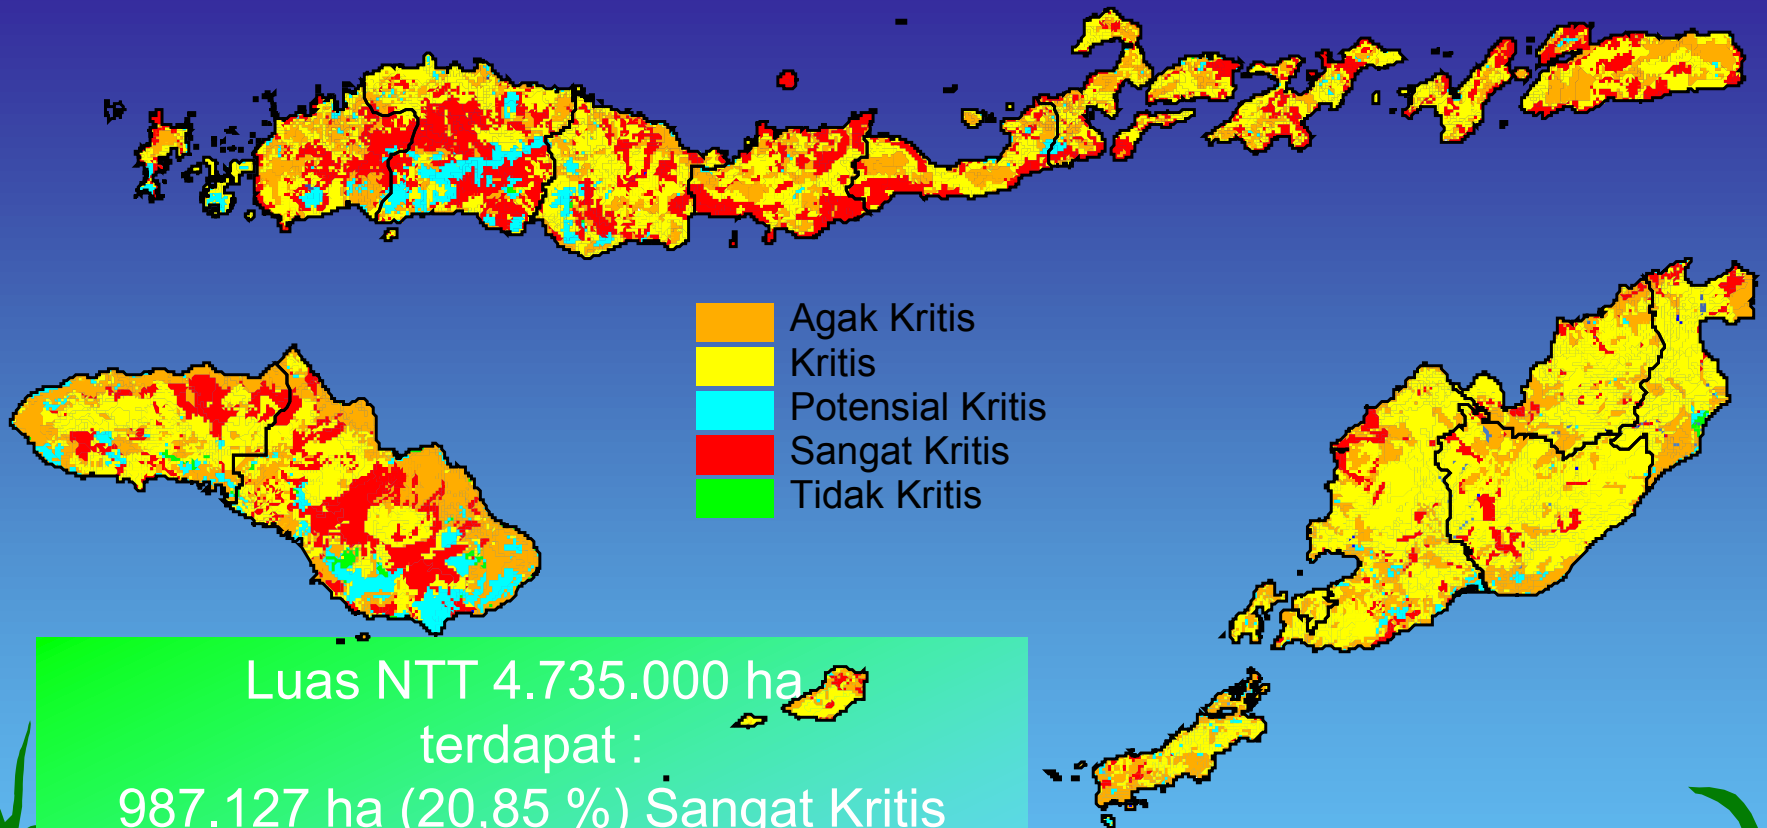 Agak Kritis
Kritis
Potensial Kritis
Sangat Kritis
Tidak Kritis
Luas NTT 4.735.000 ha
terdapat :
987.127 ha (20,85 %) Sangat Kritis